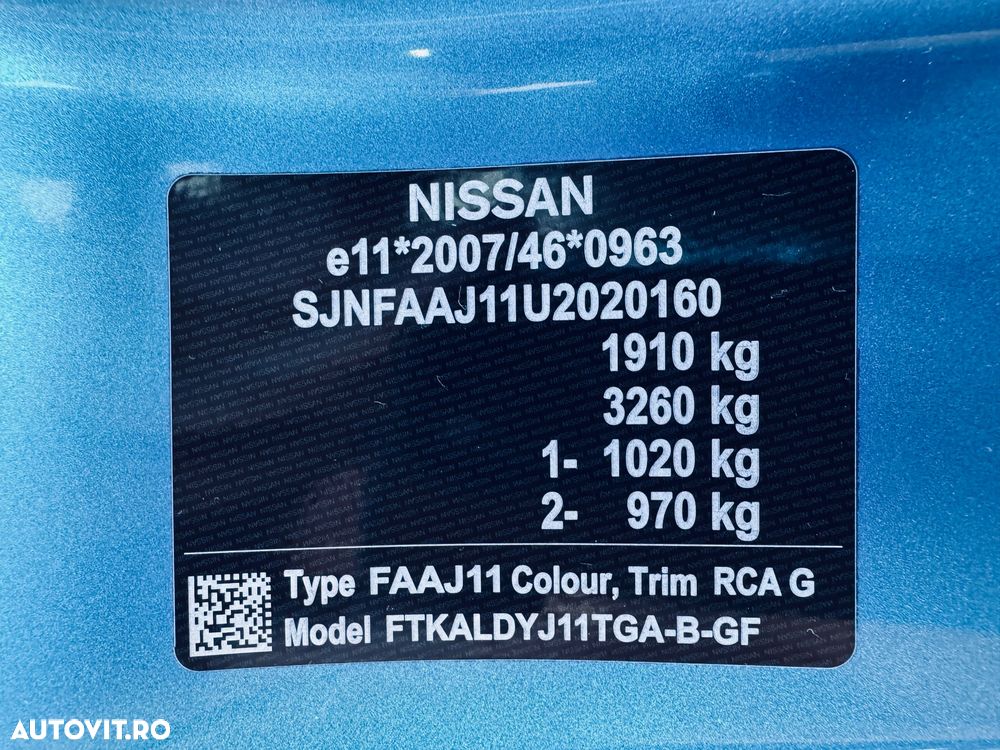 NISSAN
e11*2007/46*0963
SJNFAAJ11U2020160
1910 kg
3260 kg
1- 1020 kg
2- 970 kg
Type FAAJ11 Colour, Trim RCA G
Model FTKALDYJ11TGA-B-GF
AUTOVIT.RO